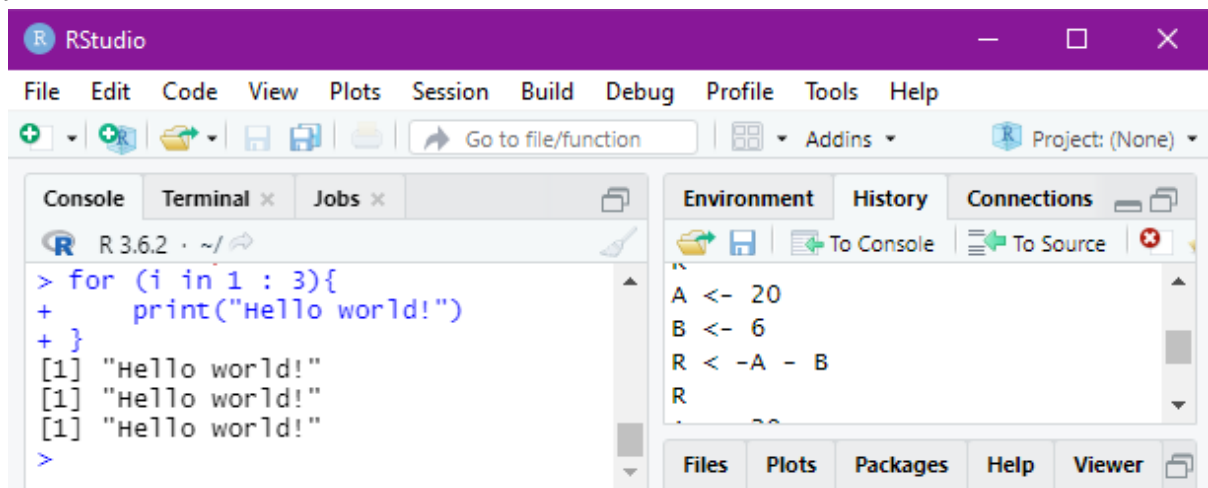 R RStudio
File Edit Code View Plots Session Build Debug Profile Tools Help
R Go to file/function Addins R Project: (None)
Console Terminal × Jobs ×
R R 3.6.2 · ~/
> for (i in 1 : 3){
+     print("Hello world!")
+ }
[1] "Hello world!"
[1] "Hello world!"
[1] "Hello world!"
>
Environment History Connections
To Console To Source
A <- 20
B <- 6
R < -A - B
R
Files Plots Packages Help Viewer